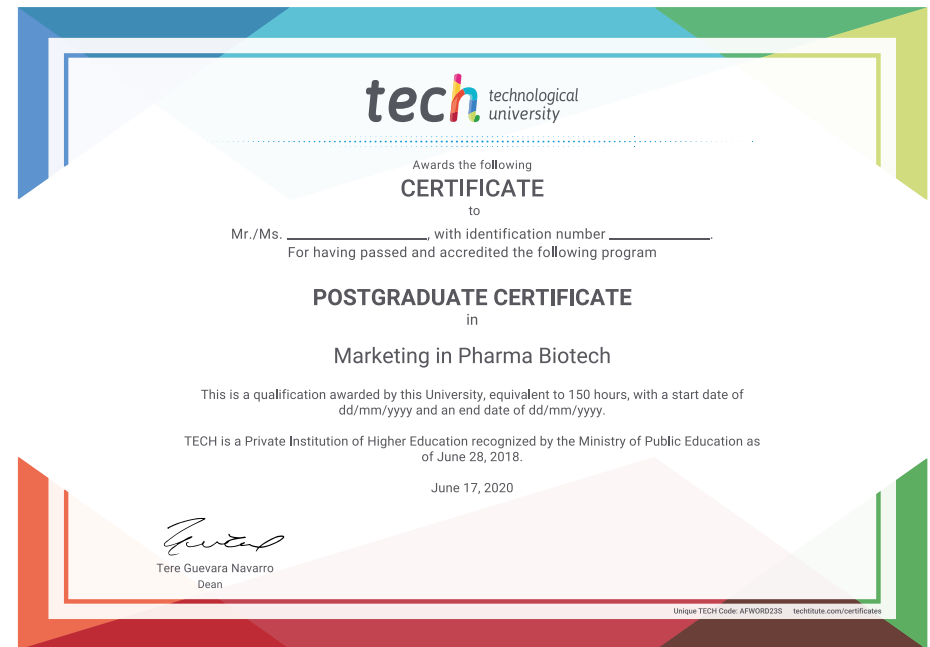 tech technological
university
Awards the following
CERTIFICATE
to
Mr./Ms. ____________________, with identification number ______________.
For having passed and accredited the following program
POSTGRADUATE CERTIFICATE
in
Marketing in Pharma Biotech
This is a qualification awarded by this University, equivalent to 150 hours, with a start date of
dd/mm/yyyy and an end date of dd/mm/yyyy.
TECH is a Private Institution of Higher Education recognized by the Ministry of Public Education as
of June 28, 2018.
June 17, 2020
Tere Guevara Navarro
Dean
Unique TECH Code: AFWORD23S techtitute.com/certificates